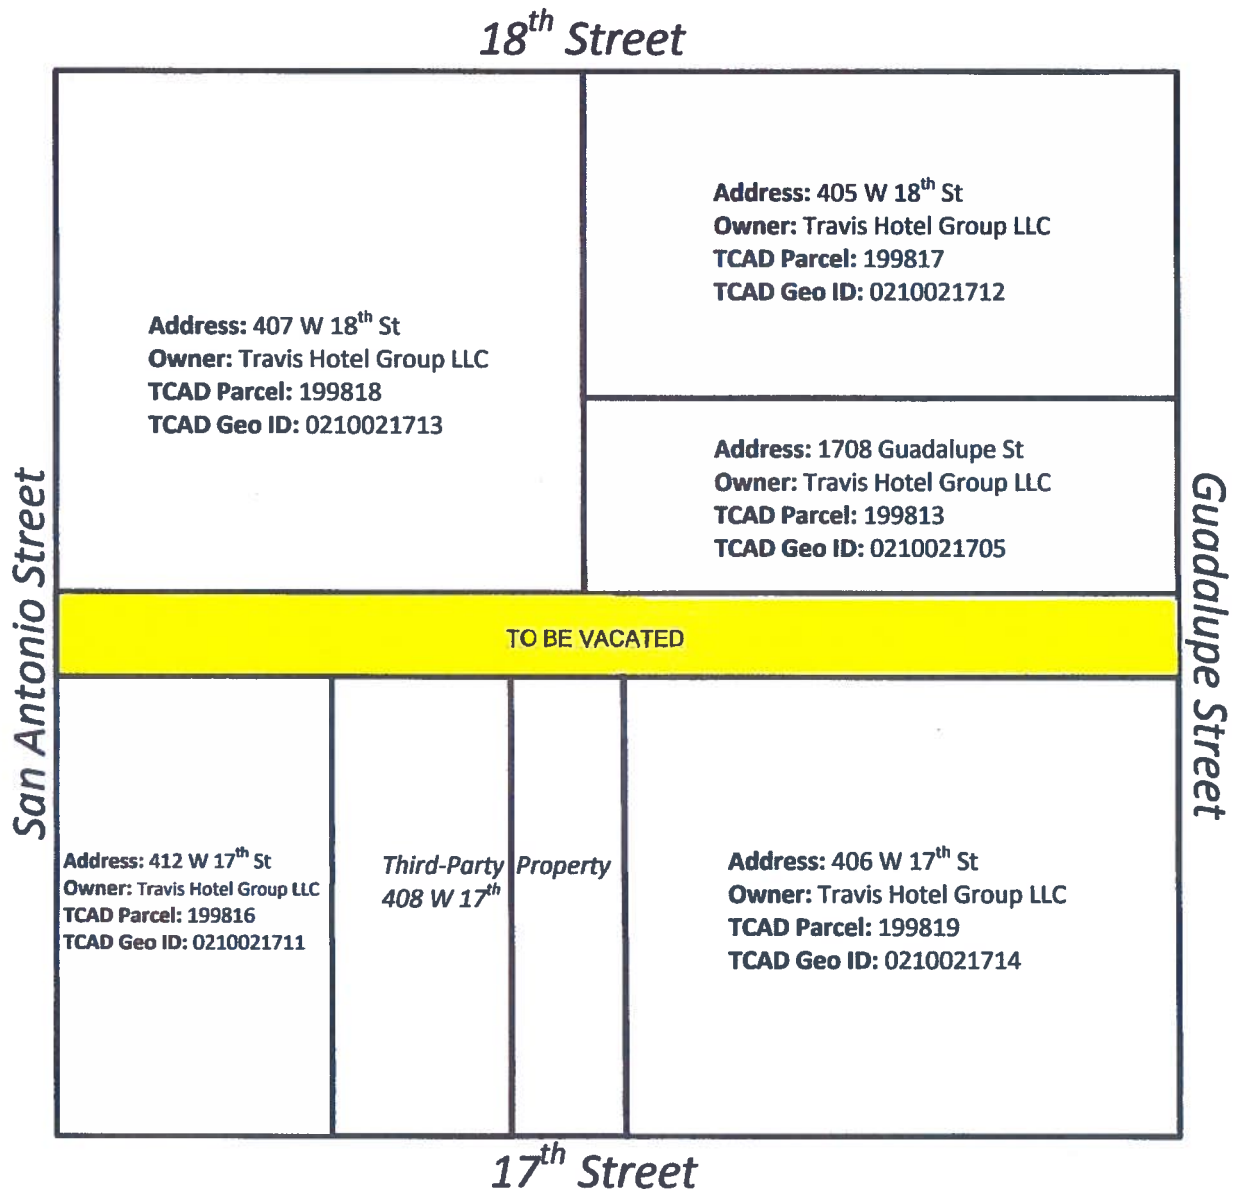 18th Street
Address: 407 W 18th St
Owner: Travis Hotel Group LLC
TCAD Parcel: 199818
TCAD Geo ID: 0210021713
Address: 405 W 18th St
Owner: Travis Hotel Group LLC
TCAD Parcel: 199817
TCAD Geo ID: 0210021712
Address: 1708 Guadalupe St
Owner: Travis Hotel Group LLC
TCAD Parcel: 199813
TCAD Geo ID: 0210021705
San Antonio Street
Guadalupe Street
TO BE VACATED
Address: 412 W 17th St
Owner: Travis Hotel Group LLC
TCAD Parcel: 199816
TCAD Geo ID: 0210021711
Third-Party Property
408 W 17th
Address: 406 W 17th St
Owner: Travis Hotel Group LLC
TCAD Parcel: 199819
TCAD Geo ID: 0210021714
17th Street